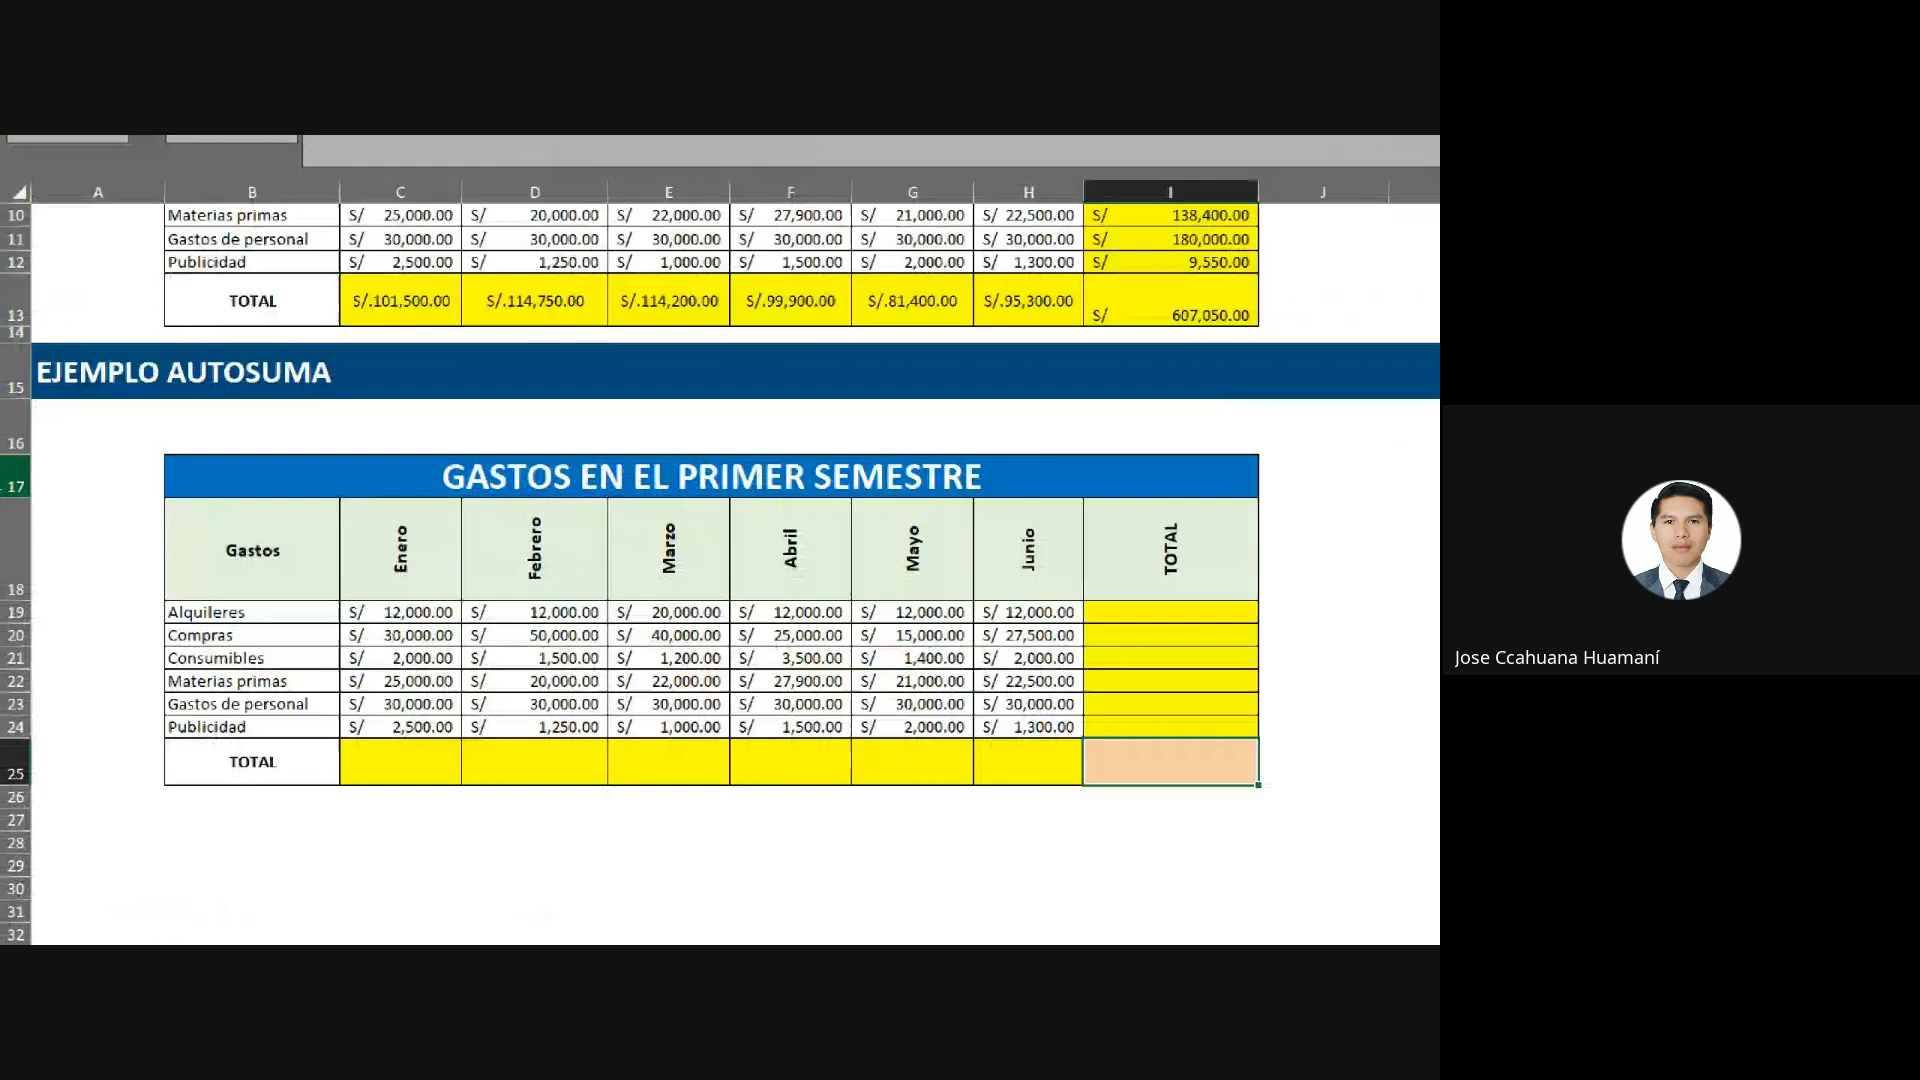 A B C D E F G H I J
10 Materias primas S/ 25,000.00 S/ 20,000.00 S/ 22,000.00 S/ 27,900.00 S/ 21,000.00 S/ 22,500.00 S/ 138,400.00
11 Gastos de personal S/ 30,000.00 S/ 30,000.00 S/ 30,000.00 S/ 30,000.00 S/ 30,000.00 S/ 30,000.00 S/ 180,000.00
12 Publicidad S/ 2,500.00 S/ 1,250.00 S/ 1,000.00 S/ 1,500.00 S/ 2,000.00 S/ 1,300.00 S/ 9,550.00
13 TOTAL S/.101,500.00 S/.114,750.00 S/.114,200.00 S/.99,900.00 S/.81,400.00 S/.95,300.00 S/ 607,050.00
14
15 EJEMPLO AUTOSUMA
16
17 GASTOS EN EL PRIMER SEMESTRE
18 Gastos Enero Febrero Marzo Abril Mayo Junio TOTAL
19 Alquileres S/ 12,000.00 S/ 12,000.00 S/ 20,000.00 S/ 12,000.00 S/ 12,000.00 S/ 12,000.00
20 Compras S/ 30,000.00 S/ 50,000.00 S/ 40,000.00 S/ 25,000.00 S/ 15,000.00 S/ 27,500.00
21 Consumibles S/ 2,000.00 S/ 1,500.00 S/ 1,200.00 S/ 3,500.00 S/ 1,400.00 S/ 2,000.00
22 Materias primas S/ 25,000.00 S/ 20,000.00 S/ 22,000.00 S/ 27,900.00 S/ 21,000.00 S/ 22,500.00
23 Gastos de personal S/ 30,000.00 S/ 30,000.00 S/ 30,000.00 S/ 30,000.00 S/ 30,000.00 S/ 30,000.00
24 Publicidad S/ 2,500.00 S/ 1,250.00 S/ 1,000.00 S/ 1,500.00 S/ 2,000.00 S/ 1,300.00
25 TOTAL
26
27
28
29
30
31
32
Jose Ccahuana Huamaní